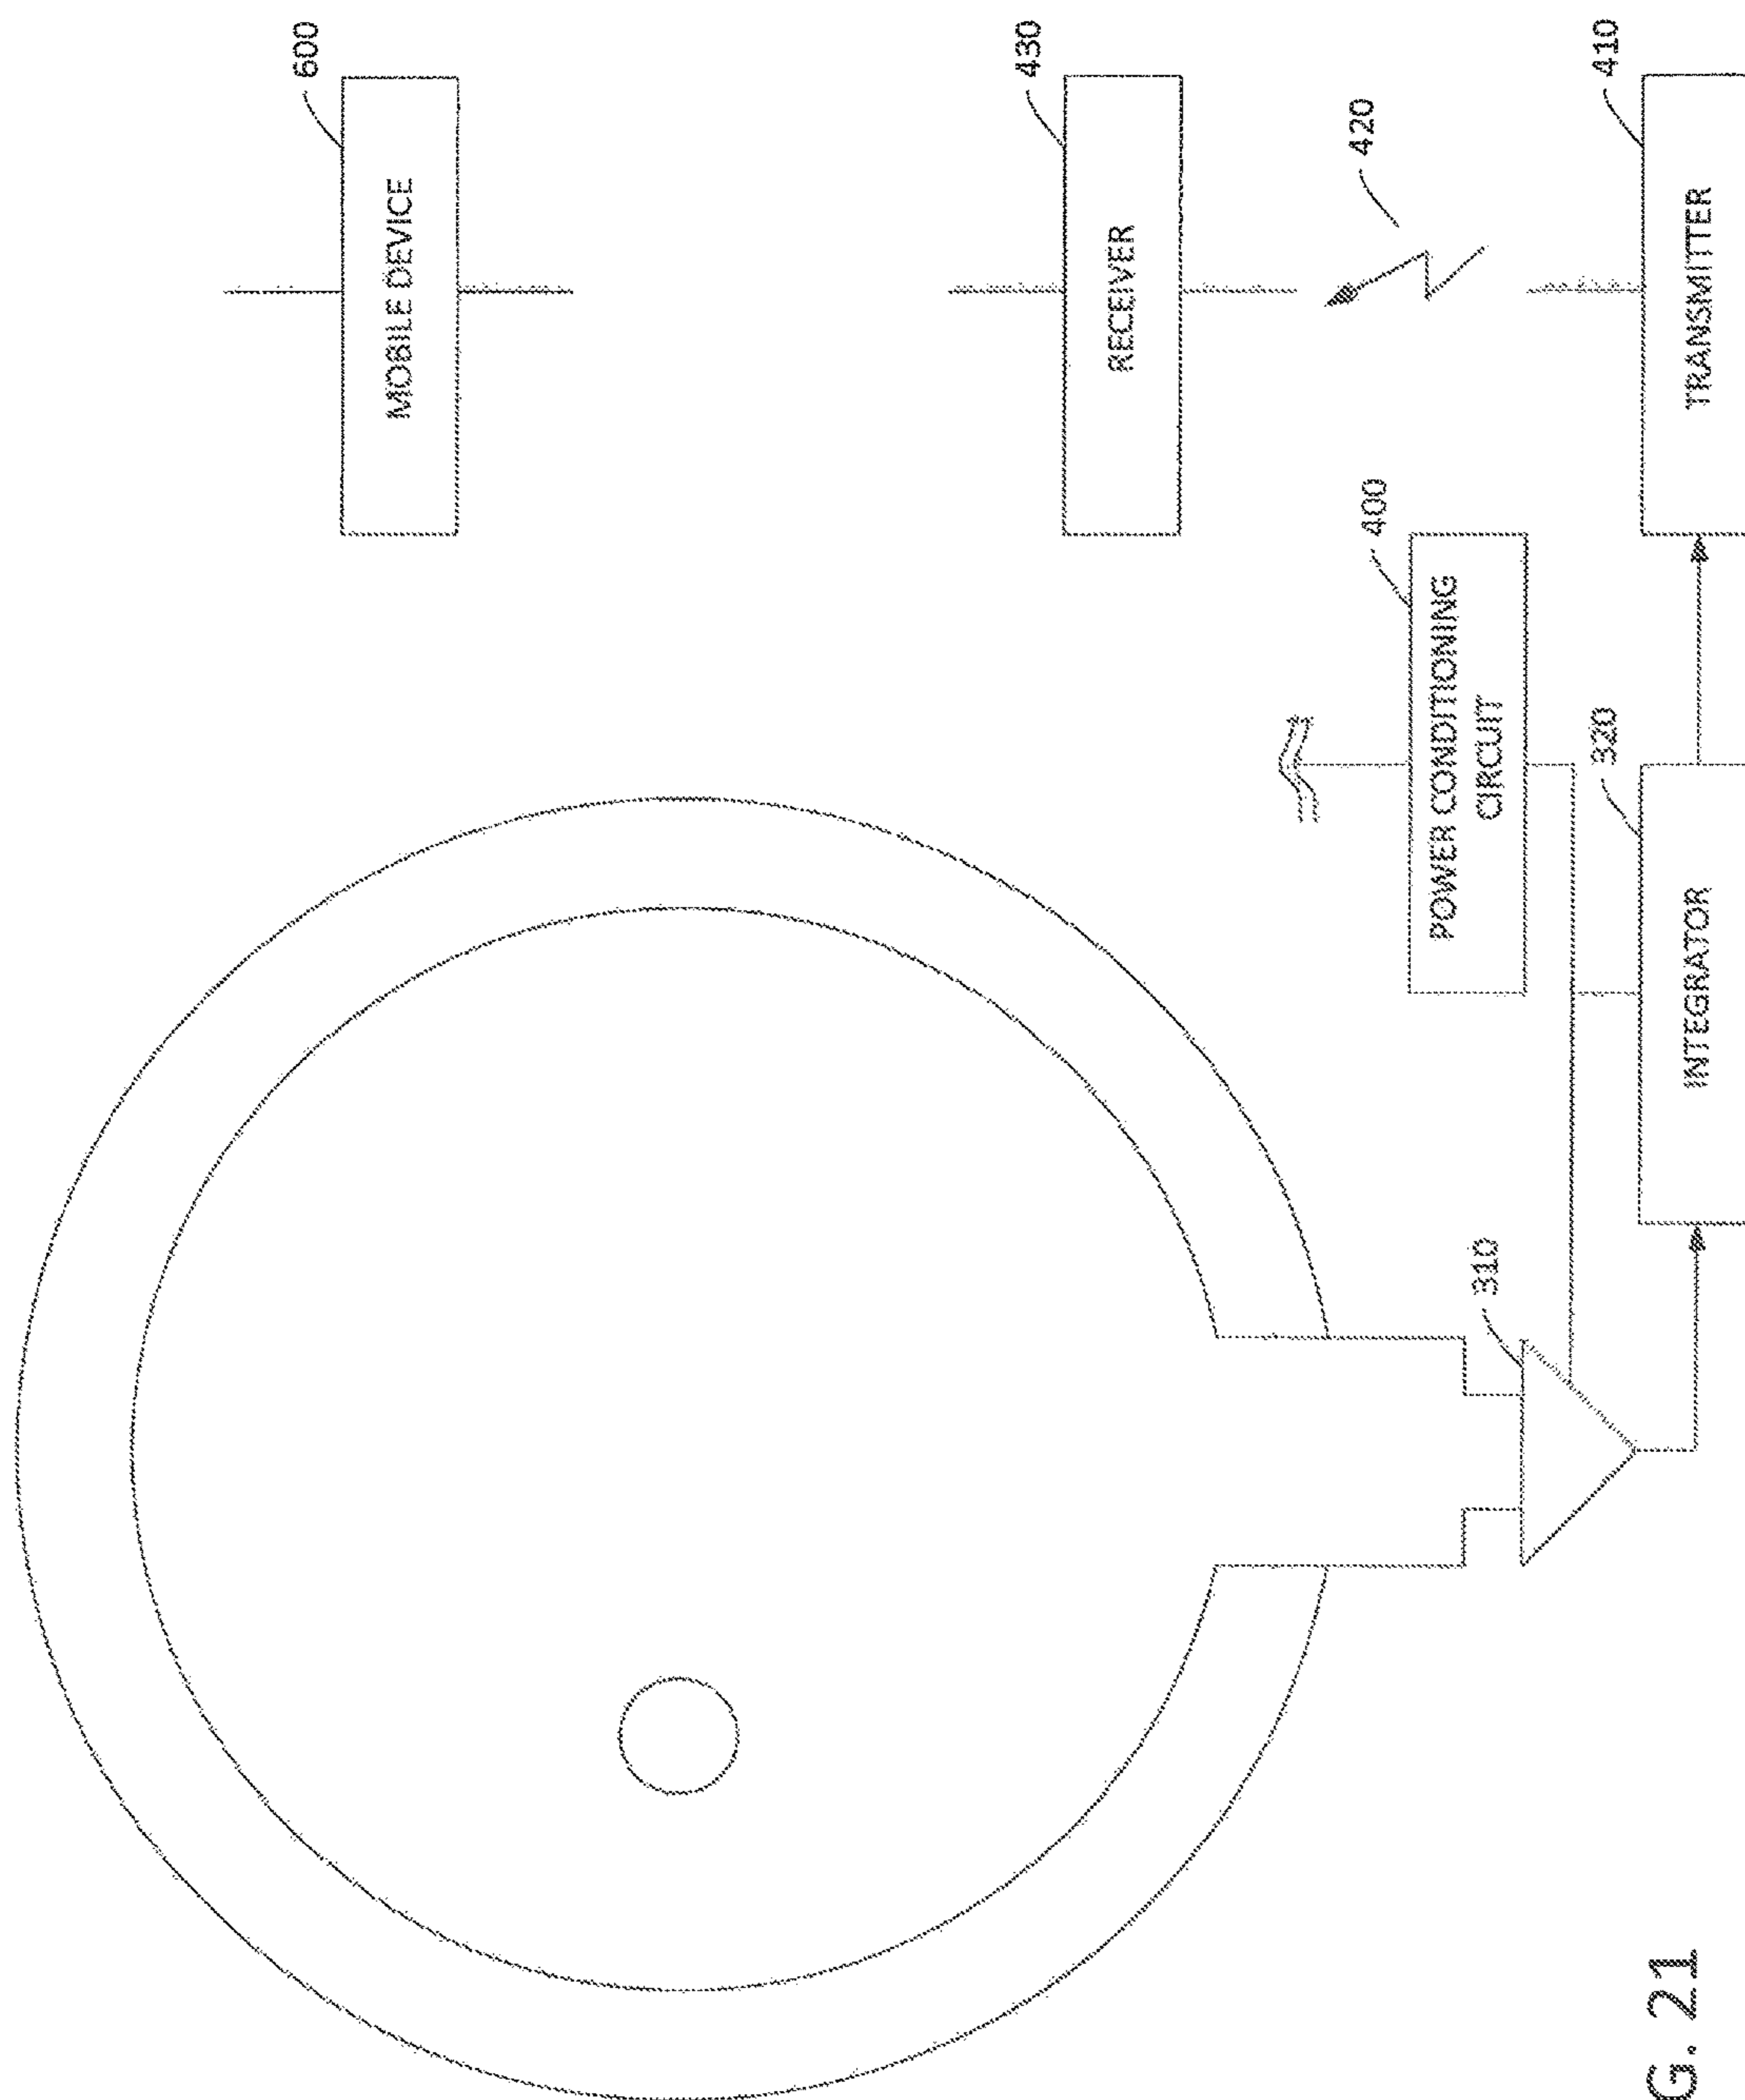 600
MOBILE DEVICE
430
RECEIVER
420
410
TRANSMITTER
400
POWER CONDITIONING
CIRCUIT
320
INTEGRATOR
310
G. 21